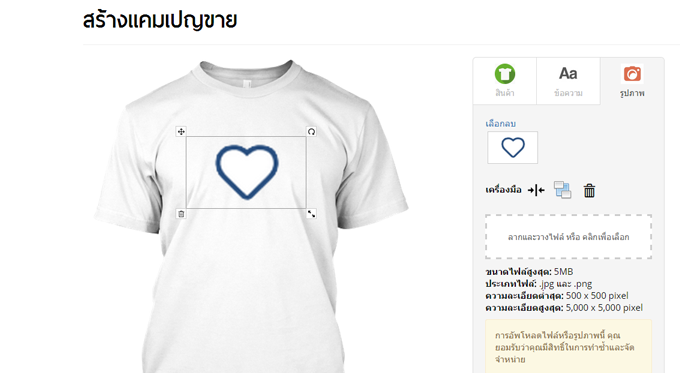 สร้างแคมเปญขาย
สินค้า
Aa
ข้อความ
รูปภาพ
เลือกลบ
เครื่องมือ
ลากและวางไฟล์ หรือ คลิกเพื่อเลือก
ขนาดไฟล์สูงสุด: 5MB
ประเภทไฟล์: .jpg และ .png
ความละเอียดต่ำสุด: 500 x 500 pixel
ความละเอียดสูงสุด: 5,000 x 5,000 pixel
การอัพโหลดไฟล์หรือรูปภาพนี้ คุณ
ยอมรับว่าคุณมีสิทธิ์ในการทำซ้ำและจัด
จำหน่าย